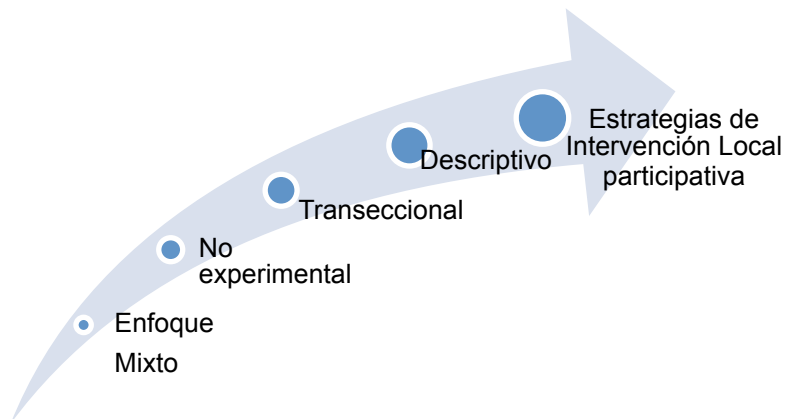 Estrategias de
Intervención Local
participativa
Descriptivo
Transeccional
No
experimental
Enfoque
Mixto